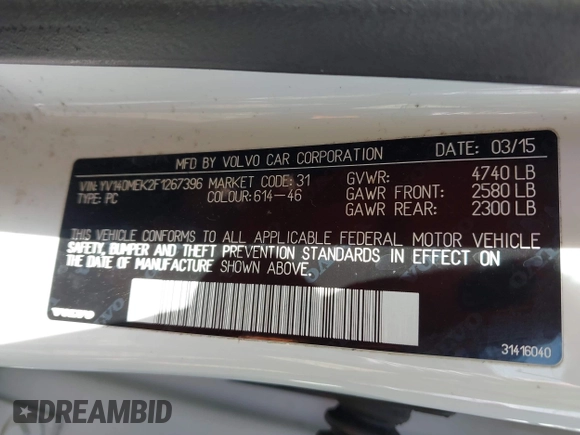 MFD BY VOLVO CAR CORPORATION DATE: 03/15
VIN:YV140MEK2F1267396 MARKET CODE:31 GVWR: 4740 LB
TYPE: PC COLOUR:614-46 GAWR FRONT: 2580 LB
GAWR REAR: 2300 LB
THIS VEHICLE CONFORMS TO ALL APPLICABLE FEDERAL MOTOR VEHICLE
SAFETY, BUMPER AND THEFT PREVENTION STANDARDS IN EFFECT ON
THE DATE OF MANUFACTURE SHOWN ABOVE.
VOLVO
31416040
DREAMBID